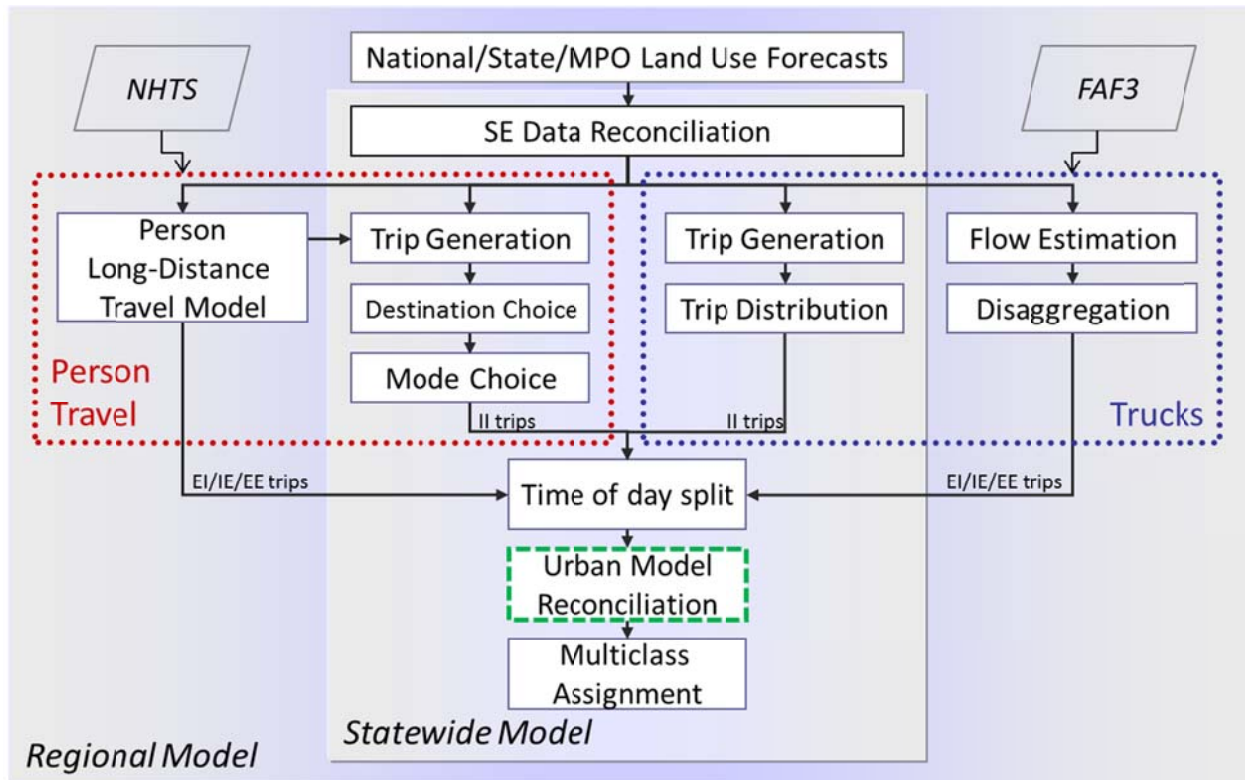 National/State/MPO Land Use Forecasts
NHTS
FAF3
SE Data Reconciliation
Person
Long-Distance
Travel Model
Trip Generation
Destination Choice
Mode Choice
Trip Generation
Trip Distribution
Flow Estimation
Disaggregation
Person
Travel
Trucks
II trips
II trips
EI/IE/EE trips
EI/IE/EE trips
Time of day split
Urban Model
Reconciliation
Multiclass
Assignment
Statewide Model
Regional Model